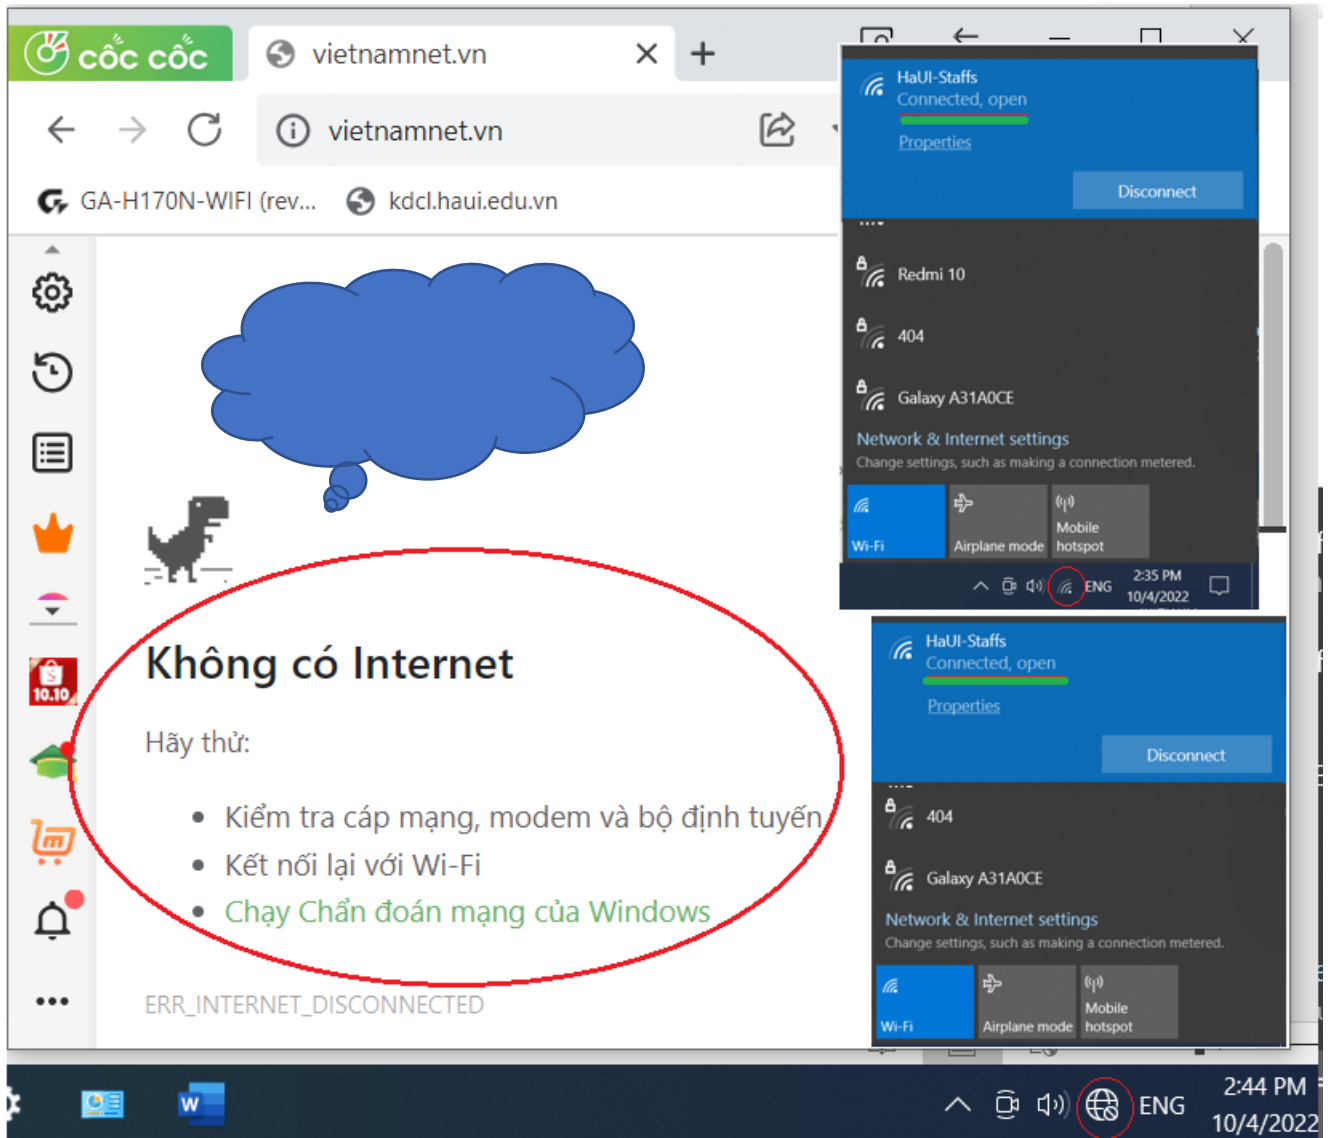 cốc cốc
vietnamnet.vn
vietnamnet.vn
GA-H170N-WIFI (rev...
kdcl.haui.edu.vn
Không có Internet
Hãy thử:
Kiểm tra cáp mạng, modem và bộ định tuyến
Kết nối lại với Wi-Fi
Chạy Chẩn đoán mạng của Windows
ERR_INTERNET_DISCONNECTED
10.10
HaUI-Staffs
Connected, open
Properties
Disconnect
Redmi 10
404
Galaxy A31A0CE
Network & Internet settings
Change settings, such as making a connection metered.
Wi-Fi
Airplane mode
Mobile
hotspot
ENG
2:35 PM
10/4/2022
HaUI-Staffs
Connected, open
Properties
Disconnect
404
Galaxy A31A0CE
Network & Internet settings
Change settings, such as making a connection metered.
Wi-Fi
Airplane mode
Mobile
hotspot
W
ENG
2:44 PM
10/4/2022